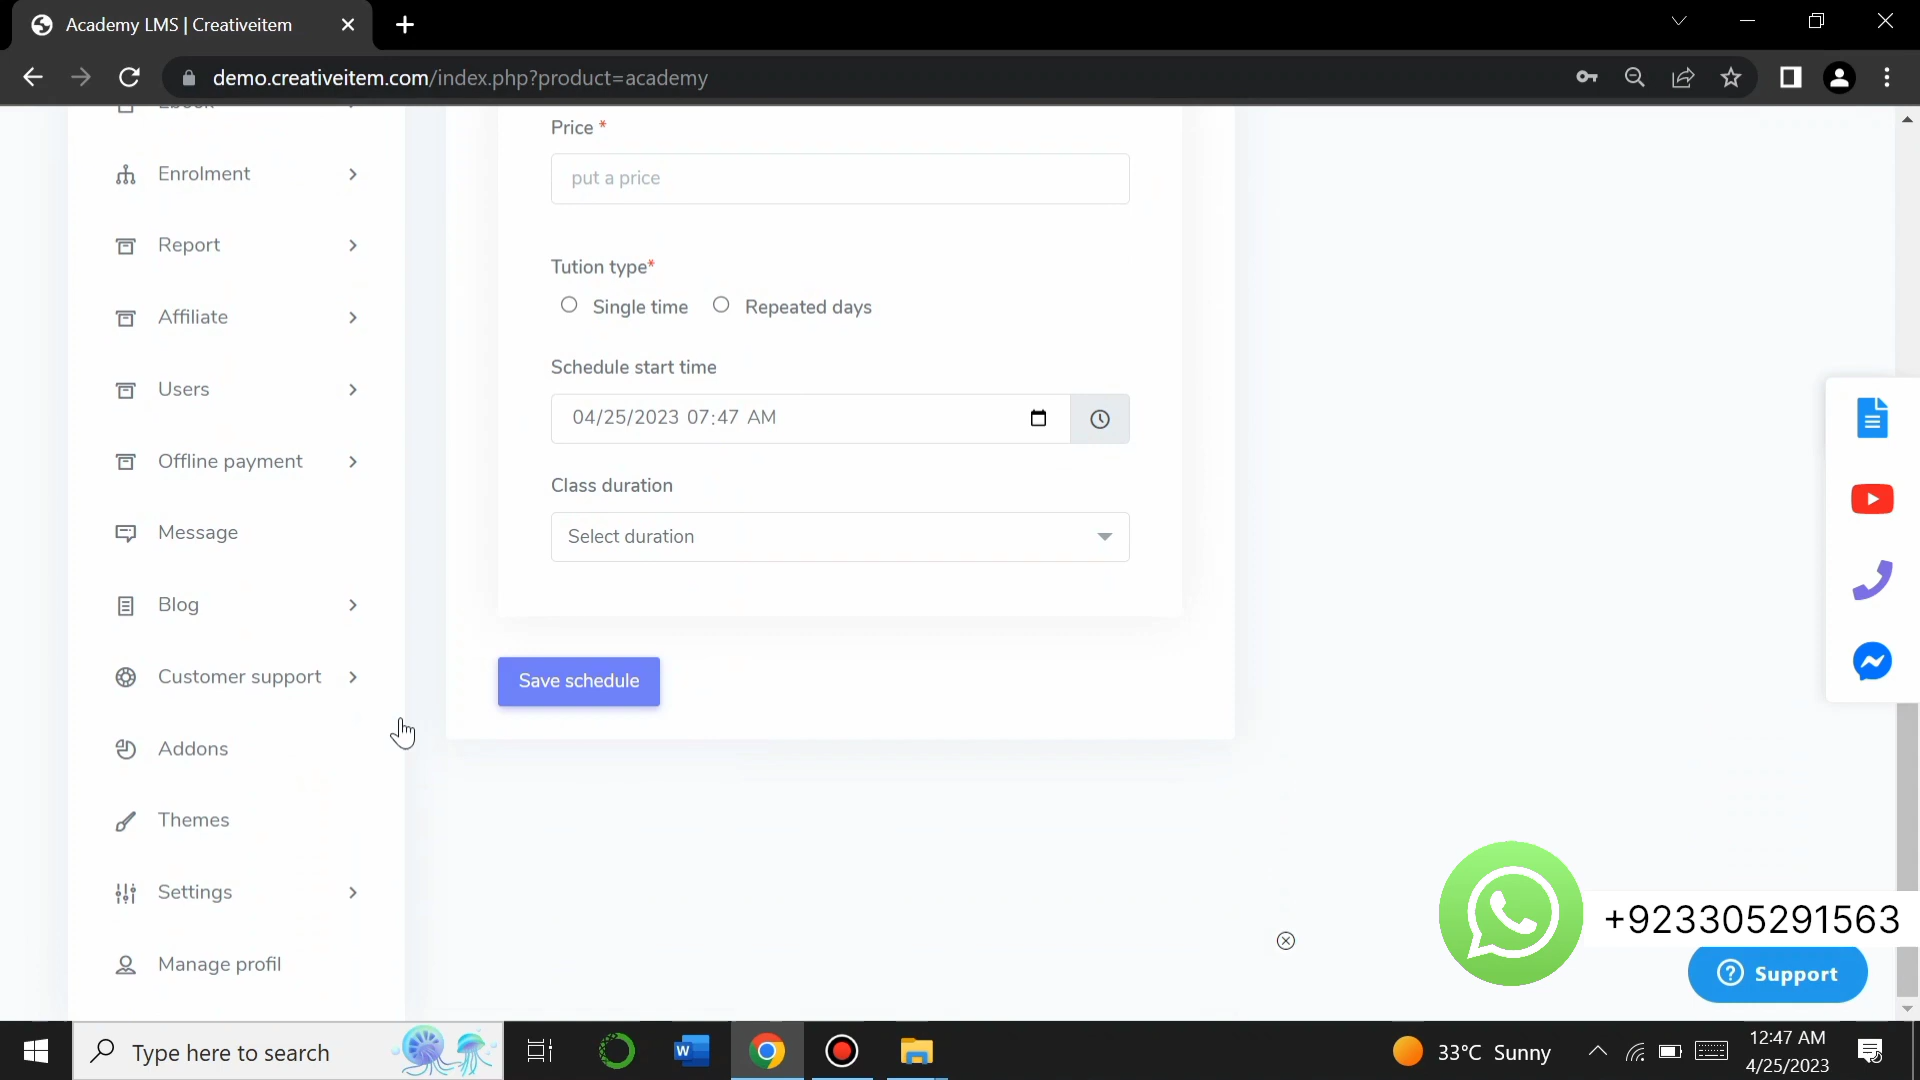 Academy LMS | Creativeitem
demo.creativeitem.com/index.php?product=academy
Ebook
Enrolment
Report
Affiliate
Users
Offline payment
Message
Blog
Customer support
Addons
Themes
Settings
Manage profil
Price *
put a price
Tution type*
Single time
Repeated days
Schedule start time
04/25/2023 07:47 AM
Class duration
Select duration
Save schedule
+923305291563
Support
Type here to search
33°C Sunny
12:47 AM
4/25/2023